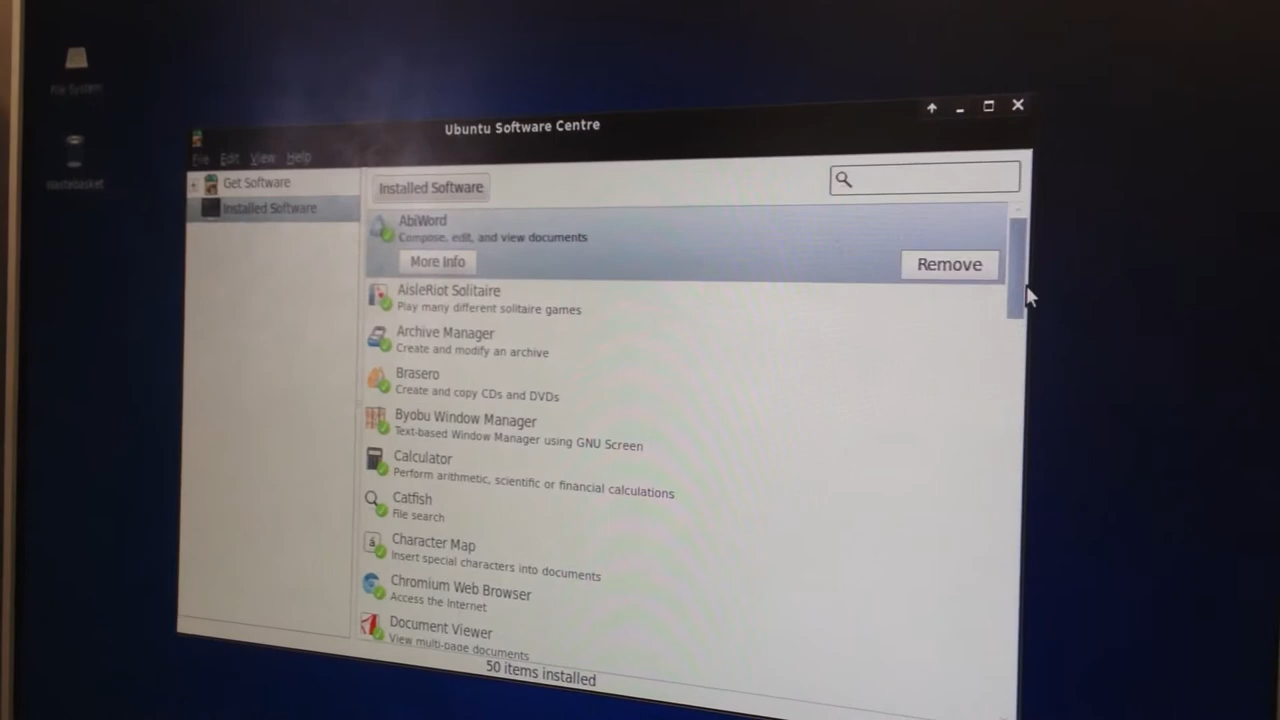 File System
Wastebasket
Ubuntu Software Centre
File Edit View Help
Get Software
Installed Software
Installed Software
AbiWord
Compose, edit, and view documents
More Info
Remove
AisleRiot Solitaire
Play many different solitaire games
Archive Manager
Create and modify an archive
Brasero
Create and copy CDs and DVDs
Byobu Window Manager
Text-based Window Manager using GNU Screen
Calculator
Perform arithmetic, scientific or financial calculations
Catfish
File search
Character Map
Insert special characters into documents
Chromium Web Browser
Access the Internet
Document Viewer
View multi-page documents
50 items installed